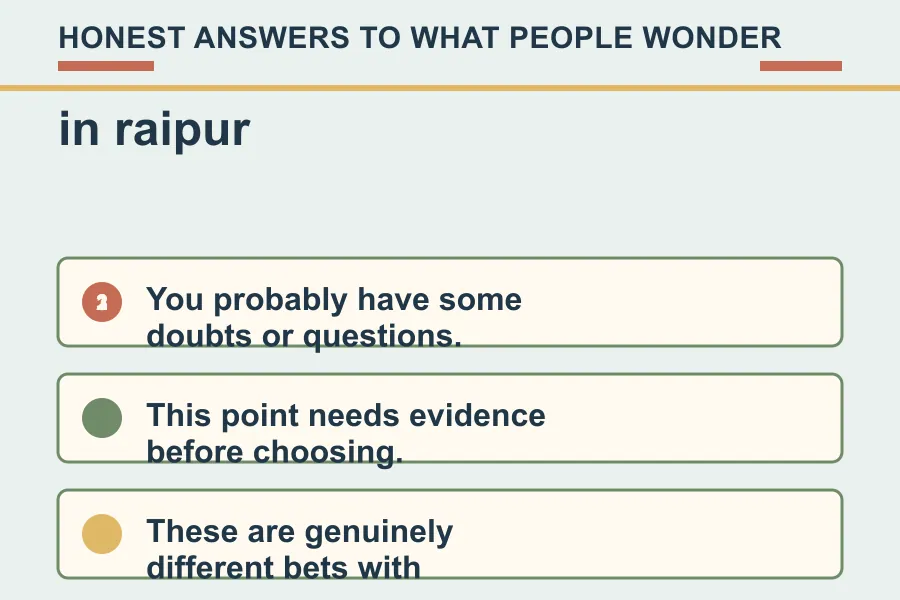 HONEST ANSWERS TO WHAT PEOPLE WONDER
in raipur
You probably have some
doubts or questions.
This point needs evidence
before choosing.
These are genuinely
different bets with